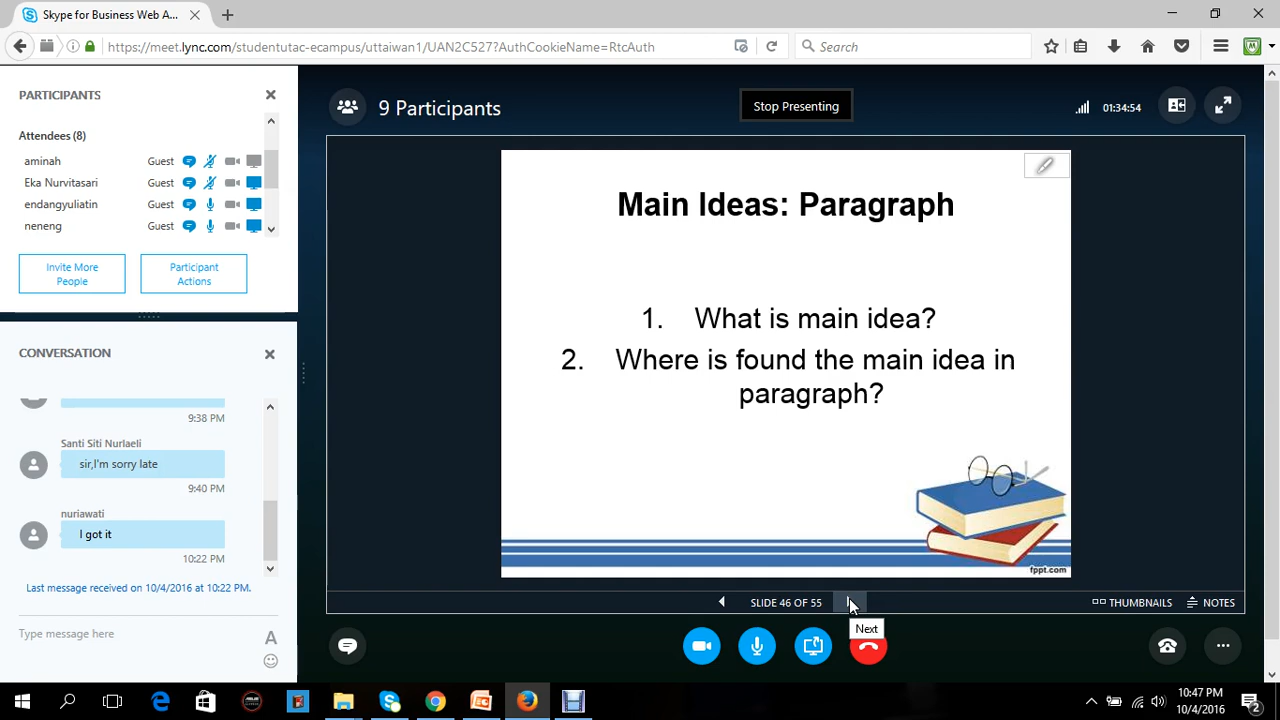 Skype for Business Web A...
https://meet.lync.com/studentutac-ecampus/uttaiwan1/UAN2C527?AuthCookieName=RtcAuth
Search
PARTICIPANTS
Attendees (8)
aminah Guest
Eka Nurvitasari Guest
endangyuliatin Guest
neneng Guest
Invite More
People
Participant
Actions
CONVERSATION
9:38 PM
Santi Siti Nurlaeli
sir,I'm sorry late
9:40 PM
nuriawati
I got it
10:22 PM
Last message received on 10/4/2016 at 10:22 PM.
Type message here
A
9 Participants
Stop Presenting
01:34:54
Main Ideas: Paragraph
1. What is main idea?
2. Where is found the main idea in
paragraph?
fppt.com
SLIDE 46 OF 55
THUMBNAILS
NOTES
Next
10:47 PM
10/4/2016
2